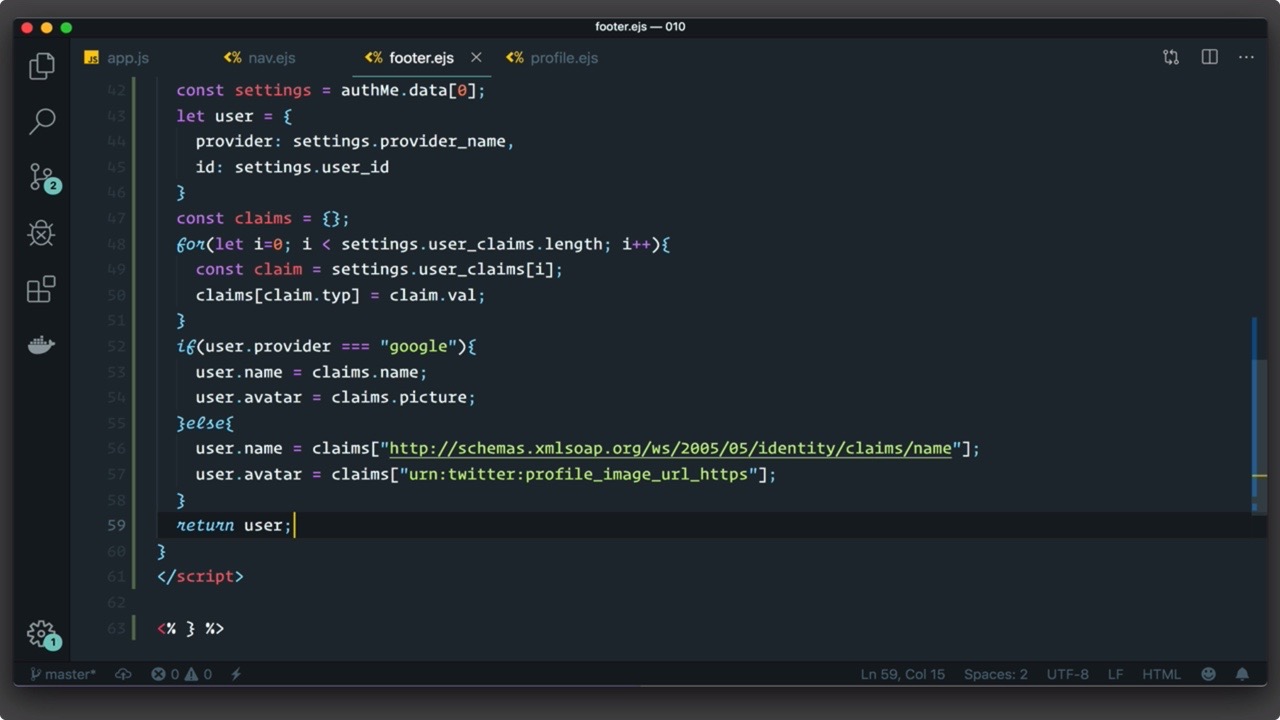 footer.ejs — 010
JS app.js <% nav.ejs <% footer.ejs × <% profile.ejs
42 const settings = authMe.data[0];
43 let user = {
44 provider: settings.provider_name,
45 id: settings.user_id
46 }
47 const claims = {};
48 for(let i=0; i < settings.user_claims.length; i++){
49 const claim = settings.user_claims[i];
50 claims[claim.typ] = claim.val;
51 }
52 if(user.provider === "google"){
53 user.name = claims.name;
54 user.avatar = claims.picture;
55 }else{
56 user.name = claims["http://schemas.xmlsoap.org/ws/2005/05/identity/claims/name"];
57 user.avatar = claims["urn:twitter:profile_image_url_https"];
58 }
59 return user;
60 }
61 </script>
62
63 <% } %>
2
1
master* 0 0 Ln 59, Col 15 Spaces: 2 UTF-8 LF HTML